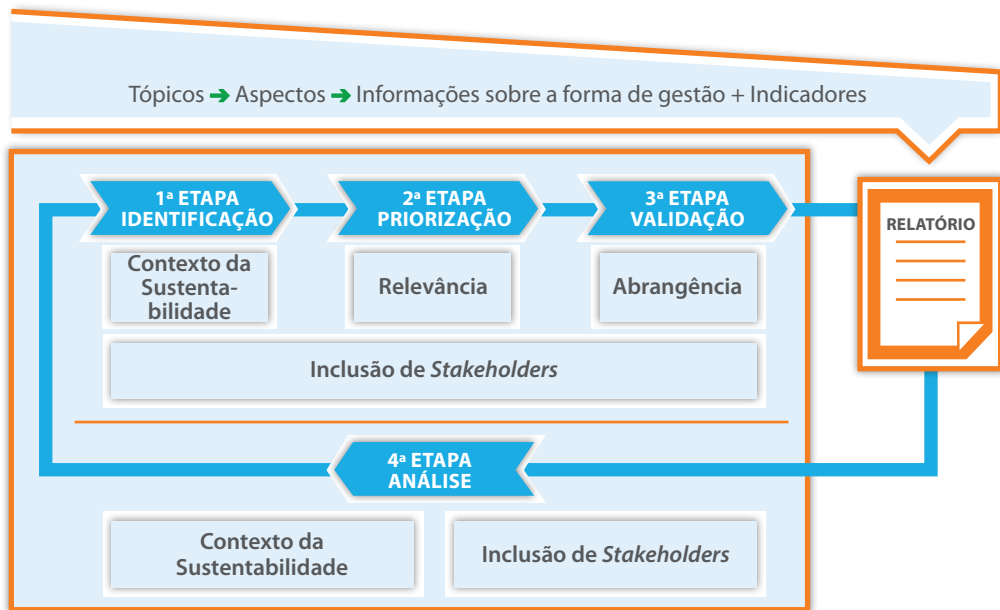 Tópicos ➔ Aspectos ➔ Informações sobre a forma de gestão + Indicadores
1ª ETAPA
IDENTIFICAÇÃO
2ª ETAPA
PRIORIZAÇÃO
3ª ETAPA
VALIDAÇÃO
RELATÓRIO
Contexto da
Sustenta-
bilidade
Relevância
Abrangência
Inclusão de Stakeholders
4ª ETAPA
ANÁLISE
Contexto da
Sustentabilidade
Inclusão de Stakeholders